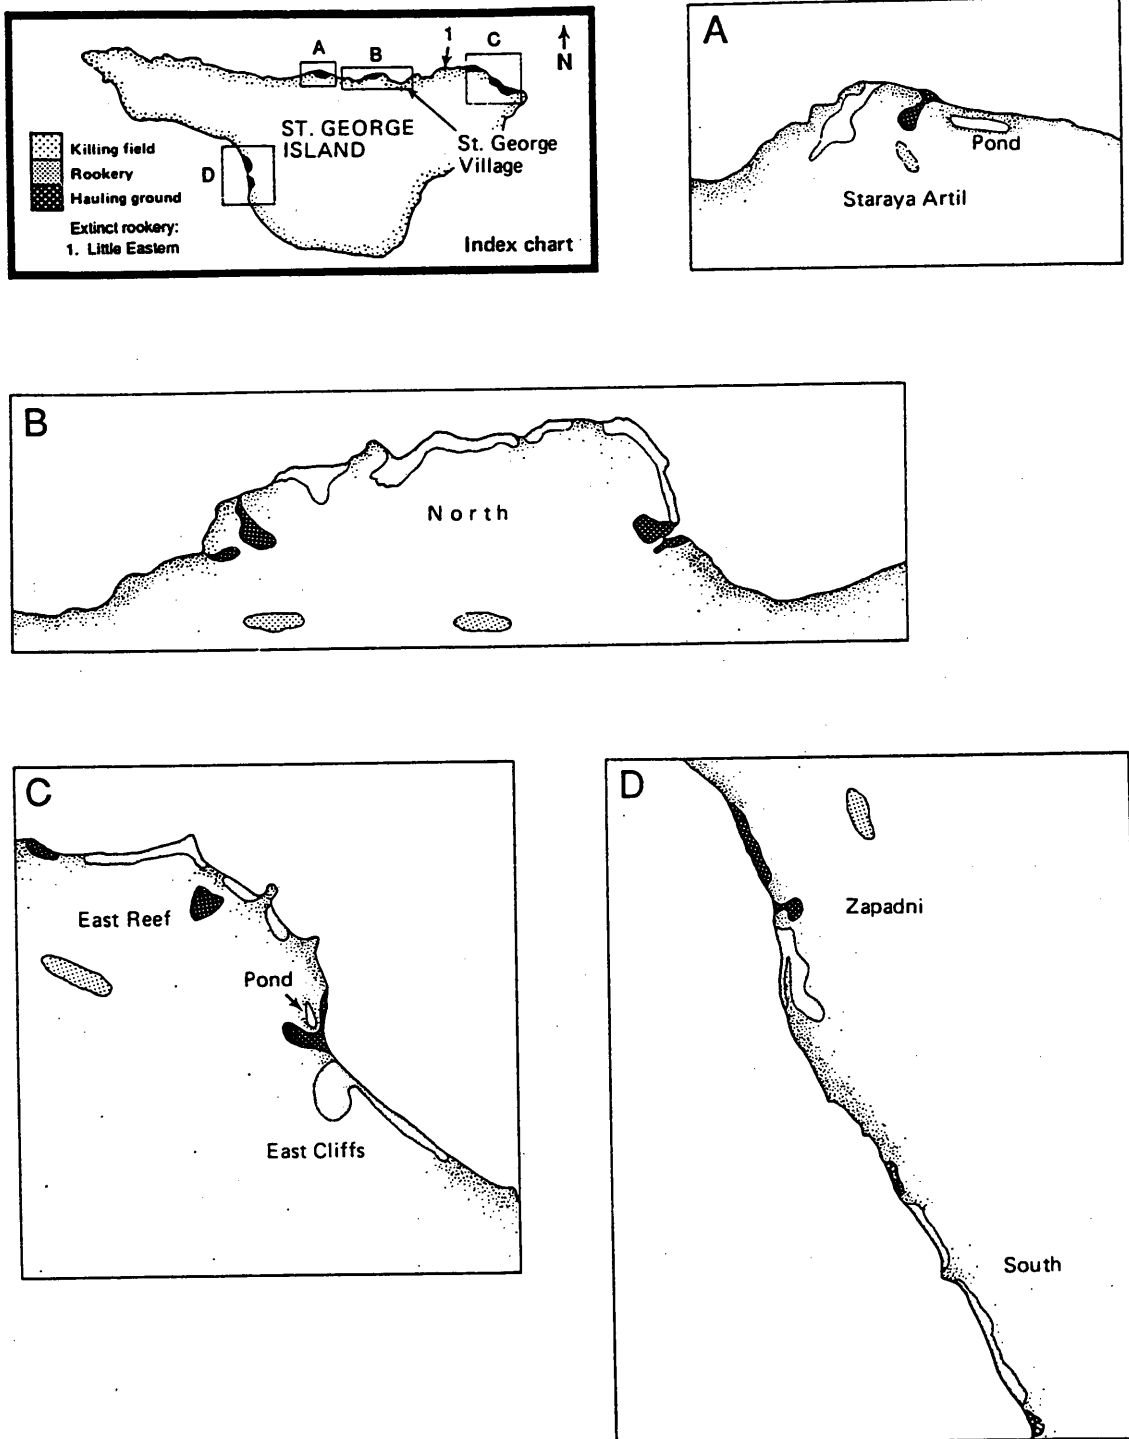 A
B
1
C
N
ST. GEORGE
ISLAND
St. George
Village
D
Killing field
Rookery
Hauling ground
Extinct rookery:
1. Little Eastern
Index chart
A
Pond
Staraya Artil
B
North
C
East Reef
Pond
East Cliffs
D
Zapadni
South